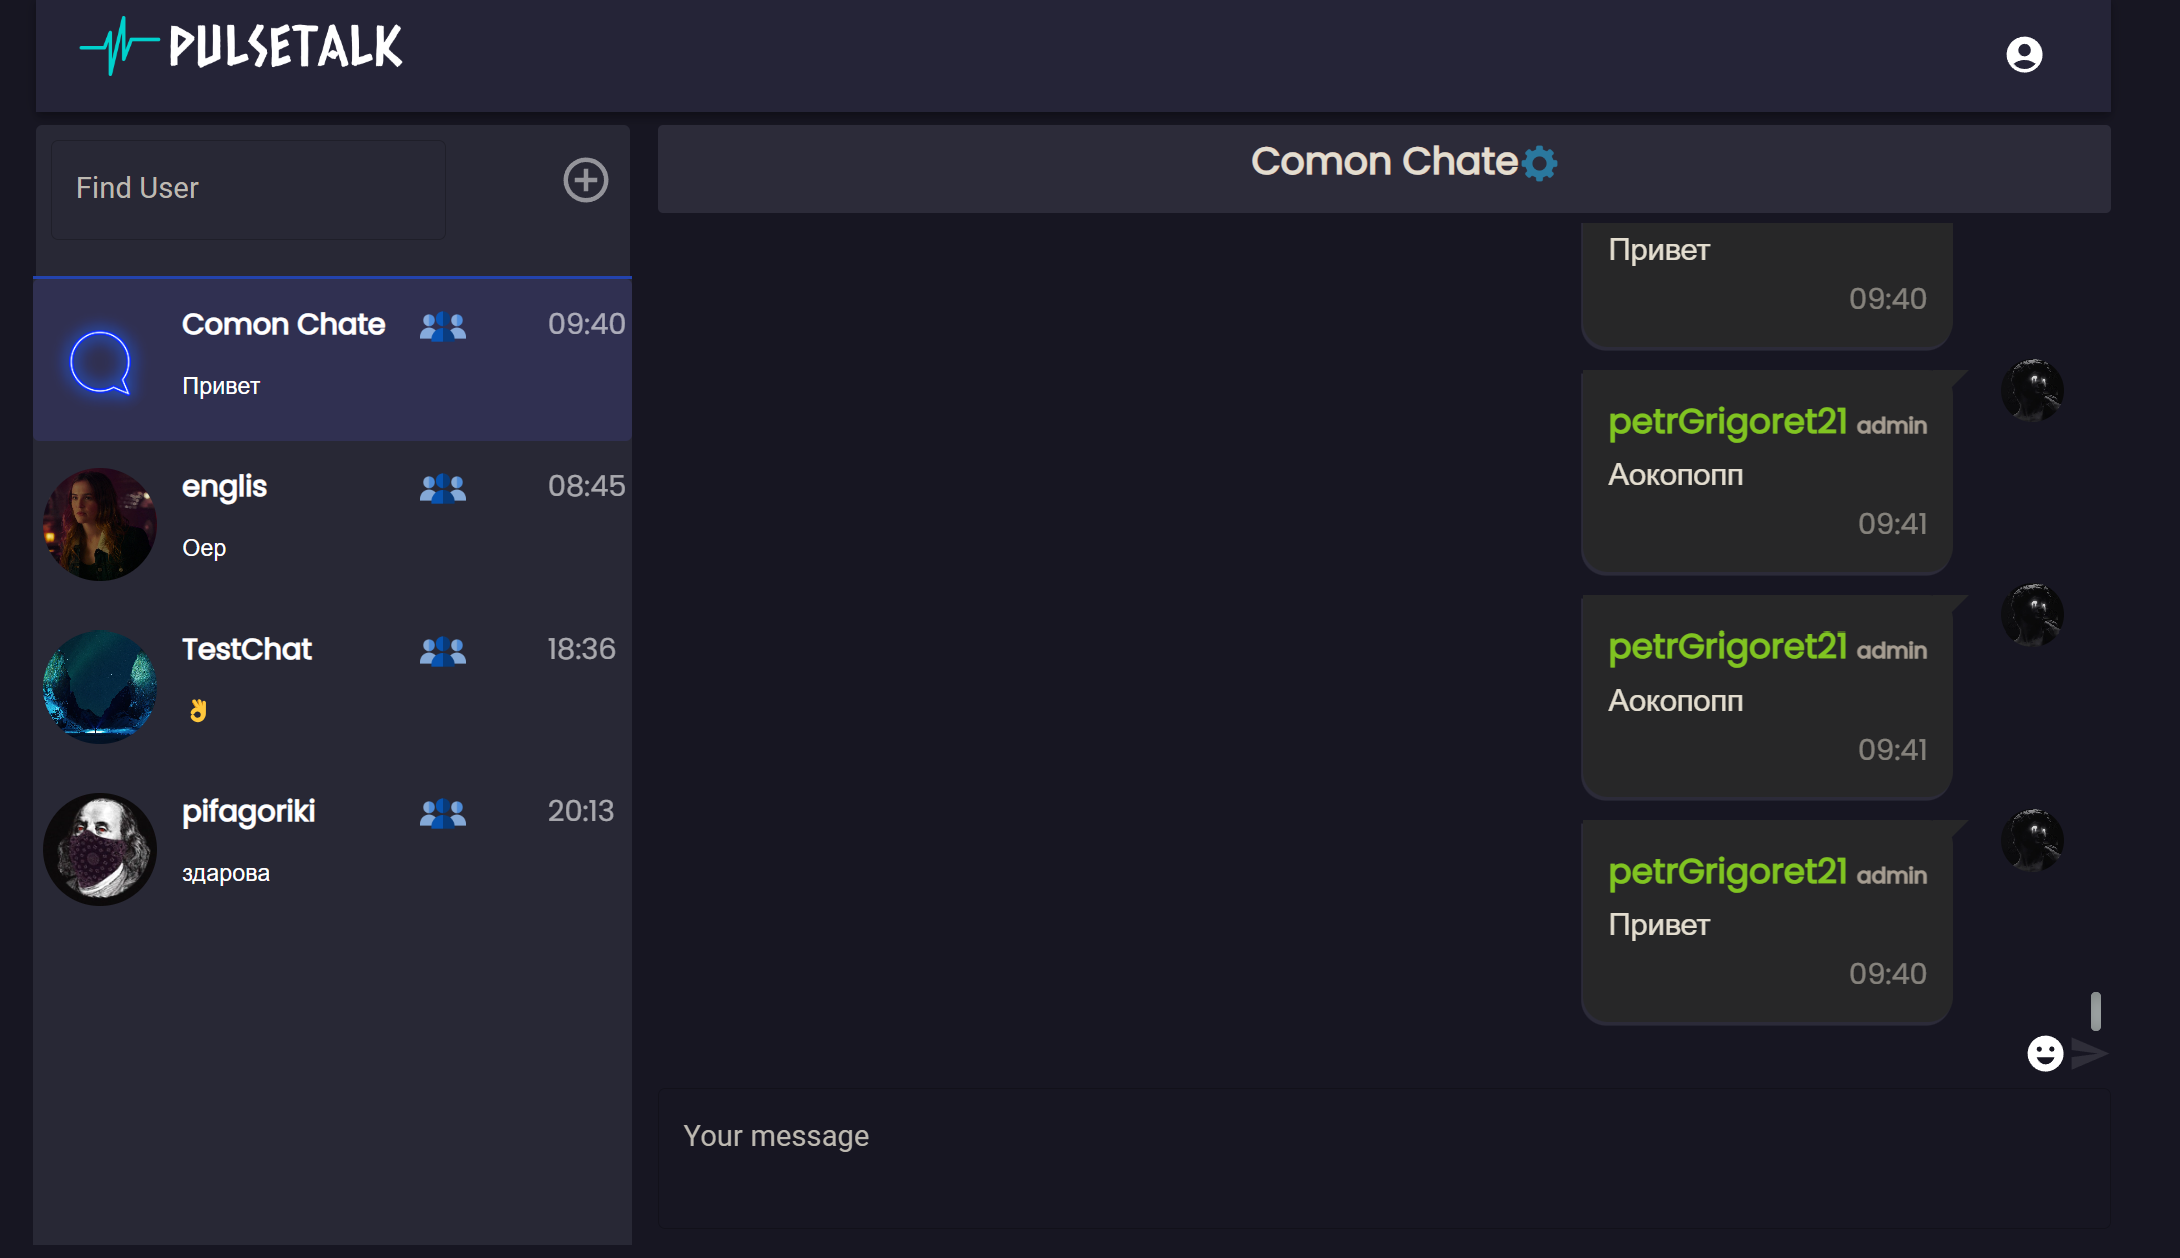 PULSETALK
Find User
Comon Chate
09:40
Привет
englis
08:45
Оер
TestChat
18:36
👌
pifagoriki
20:13
здарова
Comon Chate
Привет
09:40
petrGrigoret21 admin
Аокопопп
09:41
petrGrigoret21 admin
Аокопопп
09:41
petrGrigoret21 admin
Привет
09:40
Your message